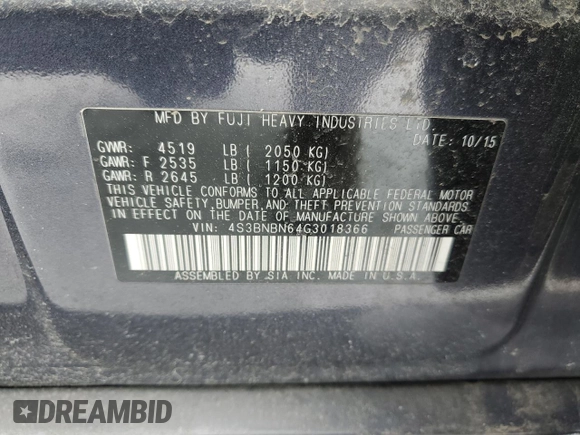 MFD BY FUJI HEAVY INDUSTRIES LTD.
DATE: 10/15
GVWR: 4519 LB ( 2050 KG)
GAWR: F 2535 LB ( 1150 KG)
GAWR: R 2645 LB ( 1200 KG)
THIS VEHICLE CONFORMS TO ALL APPLICABLE FEDERAL MOTOR
VEHICLE SAFETY, BUMPER, AND THEFT PREVENTION STANDARDS
IN EFFECT ON THE DATE OF MANUFACTURE SHOWN ABOVE.
VIN: 4S3BNBN64G3018366 PASSENGER CAR
ASSEMBLED BY SIA INC. MADE IN U.S.A.
DREAMBID